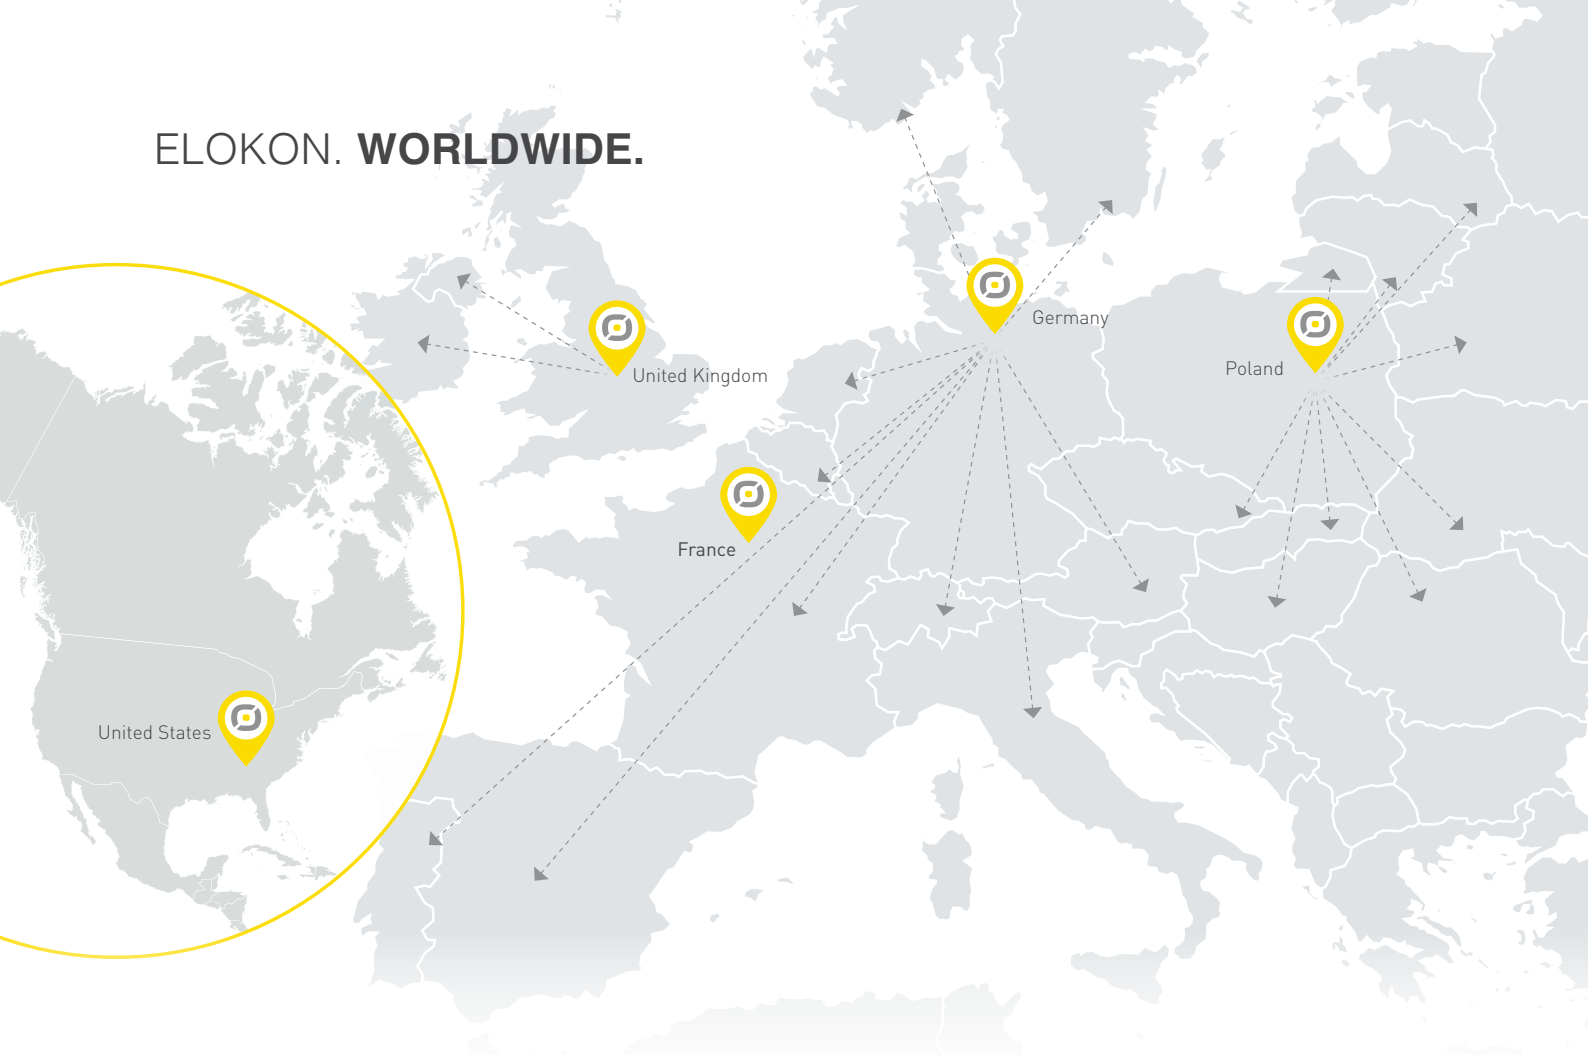 ELOKON. WORLDWIDE.
Germany
Poland
United Kingdom
France
United States